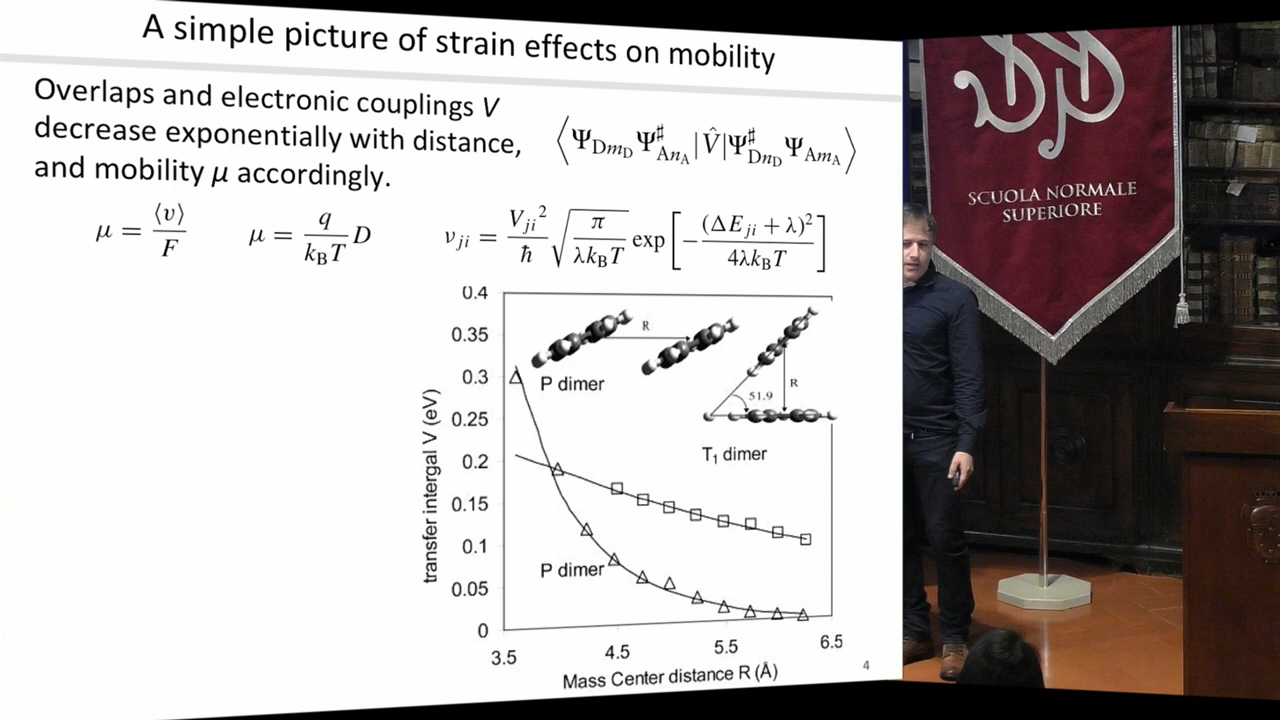 A simple picture of strain effects on mobility
Overlaps and electronic couplings V
decrease exponentially with distance,
and mobility μ accordingly.
⟨Ψ_{Dm_D} Ψ^♯_{An_A} | V̂ | Ψ^♯_{Dn_D} Ψ_{Am_A}⟩
μ = ⟨v⟩ / F
μ = q / k_BT D
ν_{ji} = V_{ji}² / ħ √(π / λk_BT) exp[−(ΔE_{ji} + λ)² / 4λk_BT]
transfer intergal V (eV)
0.4
0.35
0.3
0.25
0.2
0.15
0.1
0.05
0
R
P dimer
51.9
R
T₁ dimer
P dimer
3.5
4.5
5.5
6.5
Mass Center distance R (Å)
4
SCUOLA NORMALE
SUPERIORE